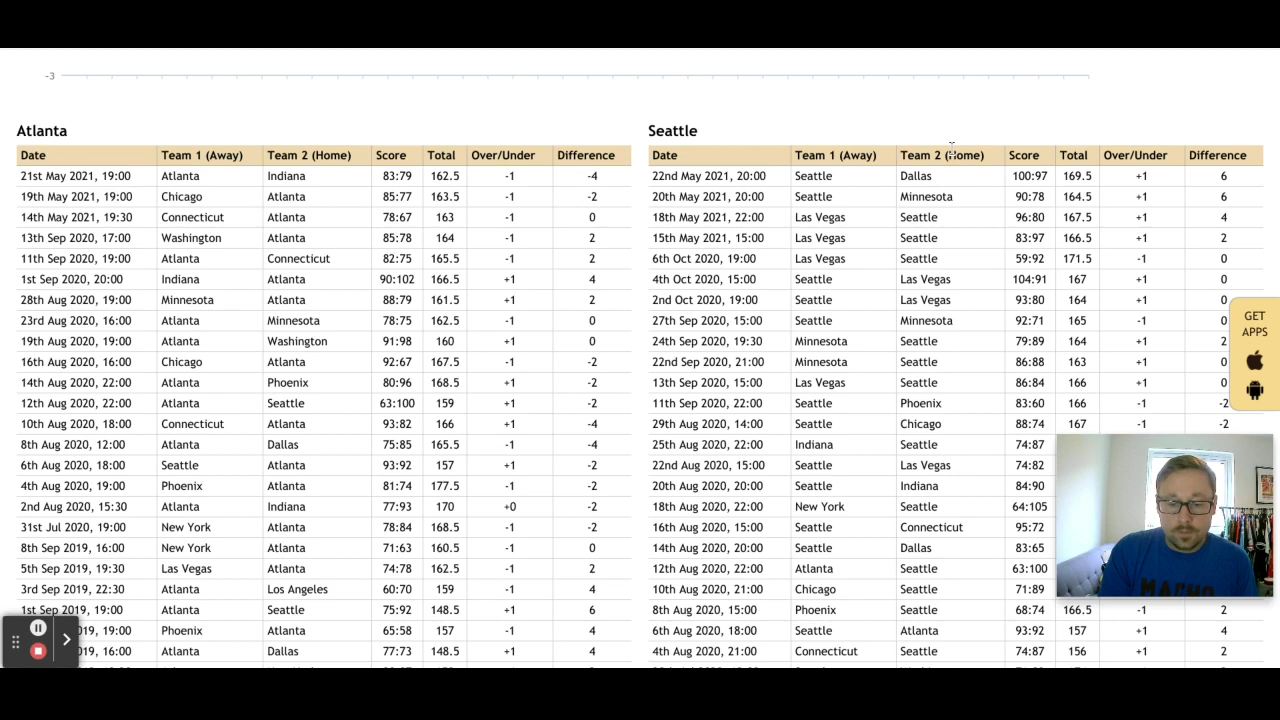 -3
Atlanta
Date Team 1 (Away) Team 2 (Home) Score Total Over/Under Difference
21st May 2021, 19:00 Atlanta Indiana 83:79 162.5 -1 -4
19th May 2021, 19:00 Chicago Atlanta 85:77 163.5 -1 -2
14th May 2021, 19:30 Connecticut Atlanta 78:67 163 -1 0
13th Sep 2020, 17:00 Washington Atlanta 85:78 164 -1 2
11th Sep 2020, 19:00 Atlanta Connecticut 82:75 165.5 -1 2
1st Sep 2020, 20:00 Indiana Atlanta 90:102 166.5 +1 4
28th Aug 2020, 19:00 Minnesota Atlanta 88:79 161.5 +1 2
23rd Aug 2020, 16:00 Atlanta Minnesota 78:75 162.5 -1 0
19th Aug 2020, 19:00 Atlanta Washington 91:98 160 +1 0
16th Aug 2020, 16:00 Chicago Atlanta 92:67 167.5 -1 -2
14th Aug 2020, 22:00 Atlanta Phoenix 80:96 168.5 +1 -2
12th Aug 2020, 22:00 Atlanta Seattle 63:100 159 +1 -2
10th Aug 2020, 18:00 Connecticut Atlanta 93:82 166 +1 -4
8th Aug 2020, 12:00 Atlanta Dallas 75:85 165.5 -1 -4
6th Aug 2020, 18:00 Seattle Atlanta 93:92 157 +1 -2
4th Aug 2020, 19:00 Phoenix Atlanta 81:74 177.5 -1 -2
2nd Aug 2020, 15:30 Atlanta Indiana 77:93 170 +0 -2
31st Jul 2020, 19:00 New York Atlanta 78:84 168.5 -1 -2
8th Sep 2019, 16:00 New York Atlanta 71:63 160.5 -1 0
5th Sep 2019, 19:30 Las Vegas Atlanta 74:78 162.5 -1 2
3rd Sep 2019, 22:30 Atlanta Los Angeles 60:70 159 -1 4
1st Sep 2019, 19:00 Atlanta Seattle 75:92 148.5 +1 6
019, 19:00 Phoenix Atlanta 65:58 157 -1 4
019, 16:00 Atlanta Dallas 77:73 148.5 +1 4
Seattle
Date Team 1 (Away) Team 2 (Home) Score Total Over/Under Difference
22nd May 2021, 20:00 Seattle Dallas 100:97 169.5 +1 6
20th May 2021, 20:00 Seattle Minnesota 90:78 164.5 +1 6
18th May 2021, 22:00 Las Vegas Seattle 96:80 167.5 +1 4
15th May 2021, 15:00 Las Vegas Seattle 83:97 166.5 +1 2
6th Oct 2020, 19:00 Las Vegas Seattle 59:92 171.5 -1 0
4th Oct 2020, 15:00 Seattle Las Vegas 104:91 167 +1 0
2nd Oct 2020, 19:00 Seattle Las Vegas 93:80 164 +1 0
27th Sep 2020, 15:00 Seattle Minnesota 92:71 165 -1 0
24th Sep 2020, 19:30 Minnesota Seattle 79:89 164 +1 2
22nd Sep 2020, 21:00 Minnesota Seattle 86:88 163 +1 0
13th Sep 2020, 15:00 Las Vegas Seattle 86:84 166 +1 0
11th Sep 2020, 22:00 Seattle Phoenix 83:60 166 -1 -2
29th Aug 2020, 14:00 Seattle Chicago 88:74 167 -1 -2
25th Aug 2020, 22:00 Indiana Seattle 74:87
22nd Aug 2020, 15:00 Seattle Las Vegas 74:82
20th Aug 2020, 20:00 Seattle Indiana 84:90
18th Aug 2020, 22:00 New York Seattle 64:105
16th Aug 2020, 15:00 Seattle Connecticut 95:72
14th Aug 2020, 20:00 Seattle Dallas 83:65
12th Aug 2020, 22:00 Atlanta Seattle 63:100
10th Aug 2020, 21:00 Chicago Seattle 71:89
8th Aug 2020, 15:00 Phoenix Seattle 68:74 166.5 -1 2
6th Aug 2020, 18:00 Seattle Atlanta 93:92 157 +1 4
4th Aug 2020, 21:00 Connecticut Seattle 74:87 156 +1 2
GET
APPS
MACHO